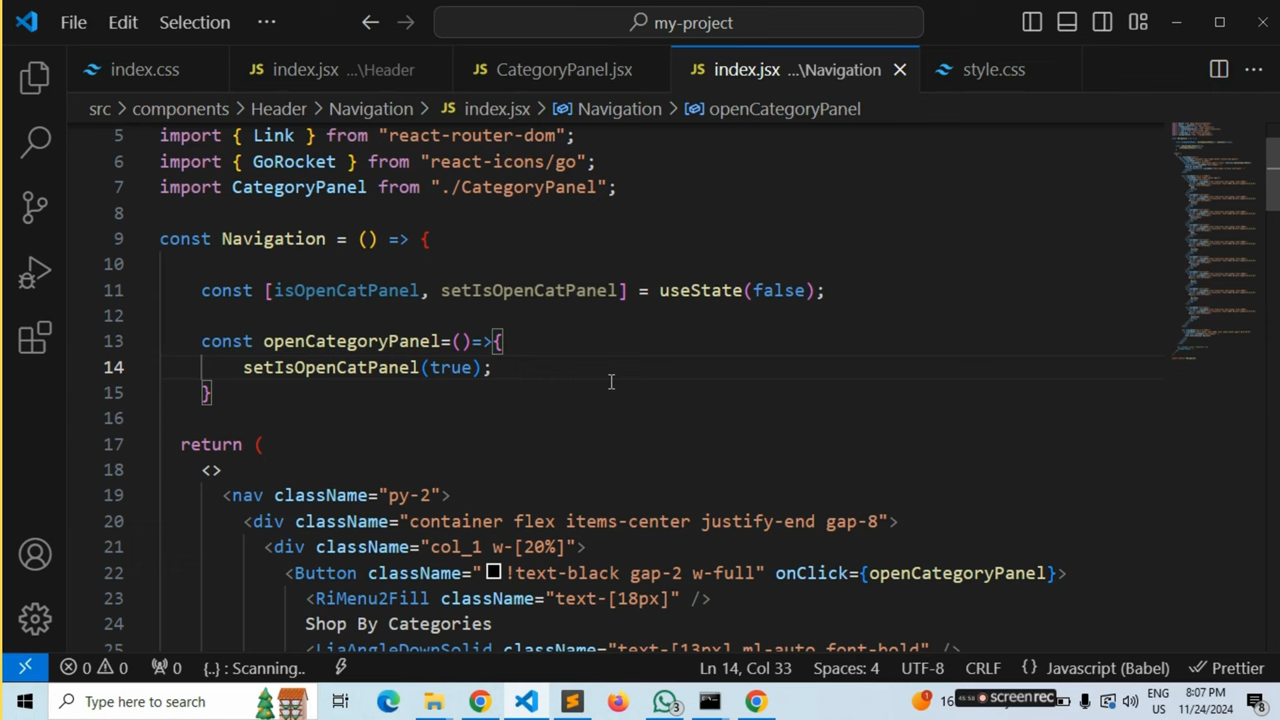 File Edit Selection ··· my-project
index.css index.jsx ...\Header CategoryPanel.jsx index.jsx ...\Navigation style.css
src > components > Header > Navigation > index.jsx > Navigation > openCategoryPanel
5 import { Link } from "react-router-dom";
6 import { GoRocket } from "react-icons/go";
7 import CategoryPanel from "./CategoryPanel";
8
9 const Navigation = () => {
10
11 const [isOpenCatPanel, setIsOpenCatPanel] = useState(false);
12
13 const openCategoryPanel=()=>{
14 setIsOpenCatPanel(true);
15 }
16
17 return (
18 <>
19 <nav className="py-2">
20 <div className="container flex items-center justify-end gap-8">
21 <div className="col_1 w-[20%]">
22 <Button className="!text-black gap-2 w-full" onClick={openCategoryPanel}>
23 <RiMenu2Fill className="text-[18px]" />
24 Shop By Categories
25 <LiaAngleDownSolid className="text-[13px] ml-auto font-bold" />
0 0 0 {..} : Scanning.. Ln 14, Col 33 Spaces: 4 UTF-8 CRLF {} Javascript (Babel) Prettier
Type here to search 3 1 16 screenrec ENG US 8:07 PM 11/24/2024 8